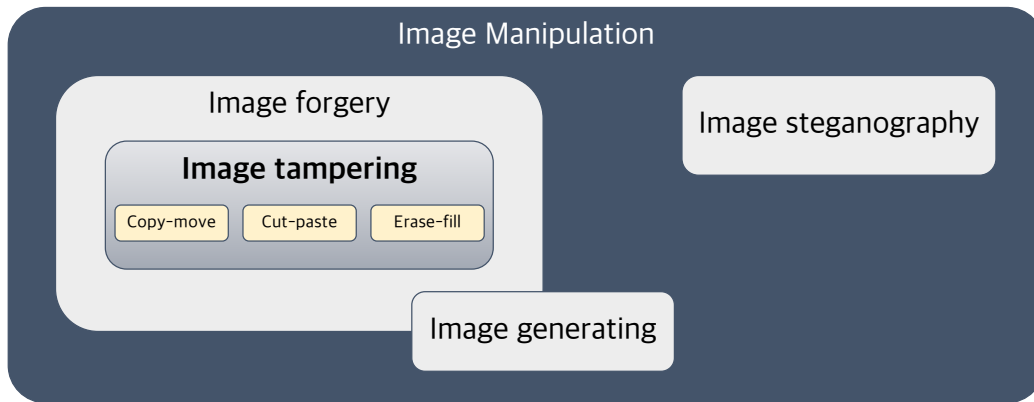 Image Manipulation
Image forgery
Image steganography
Image tampering
Copy-move
Cut-paste
Erase-fill
Image generating